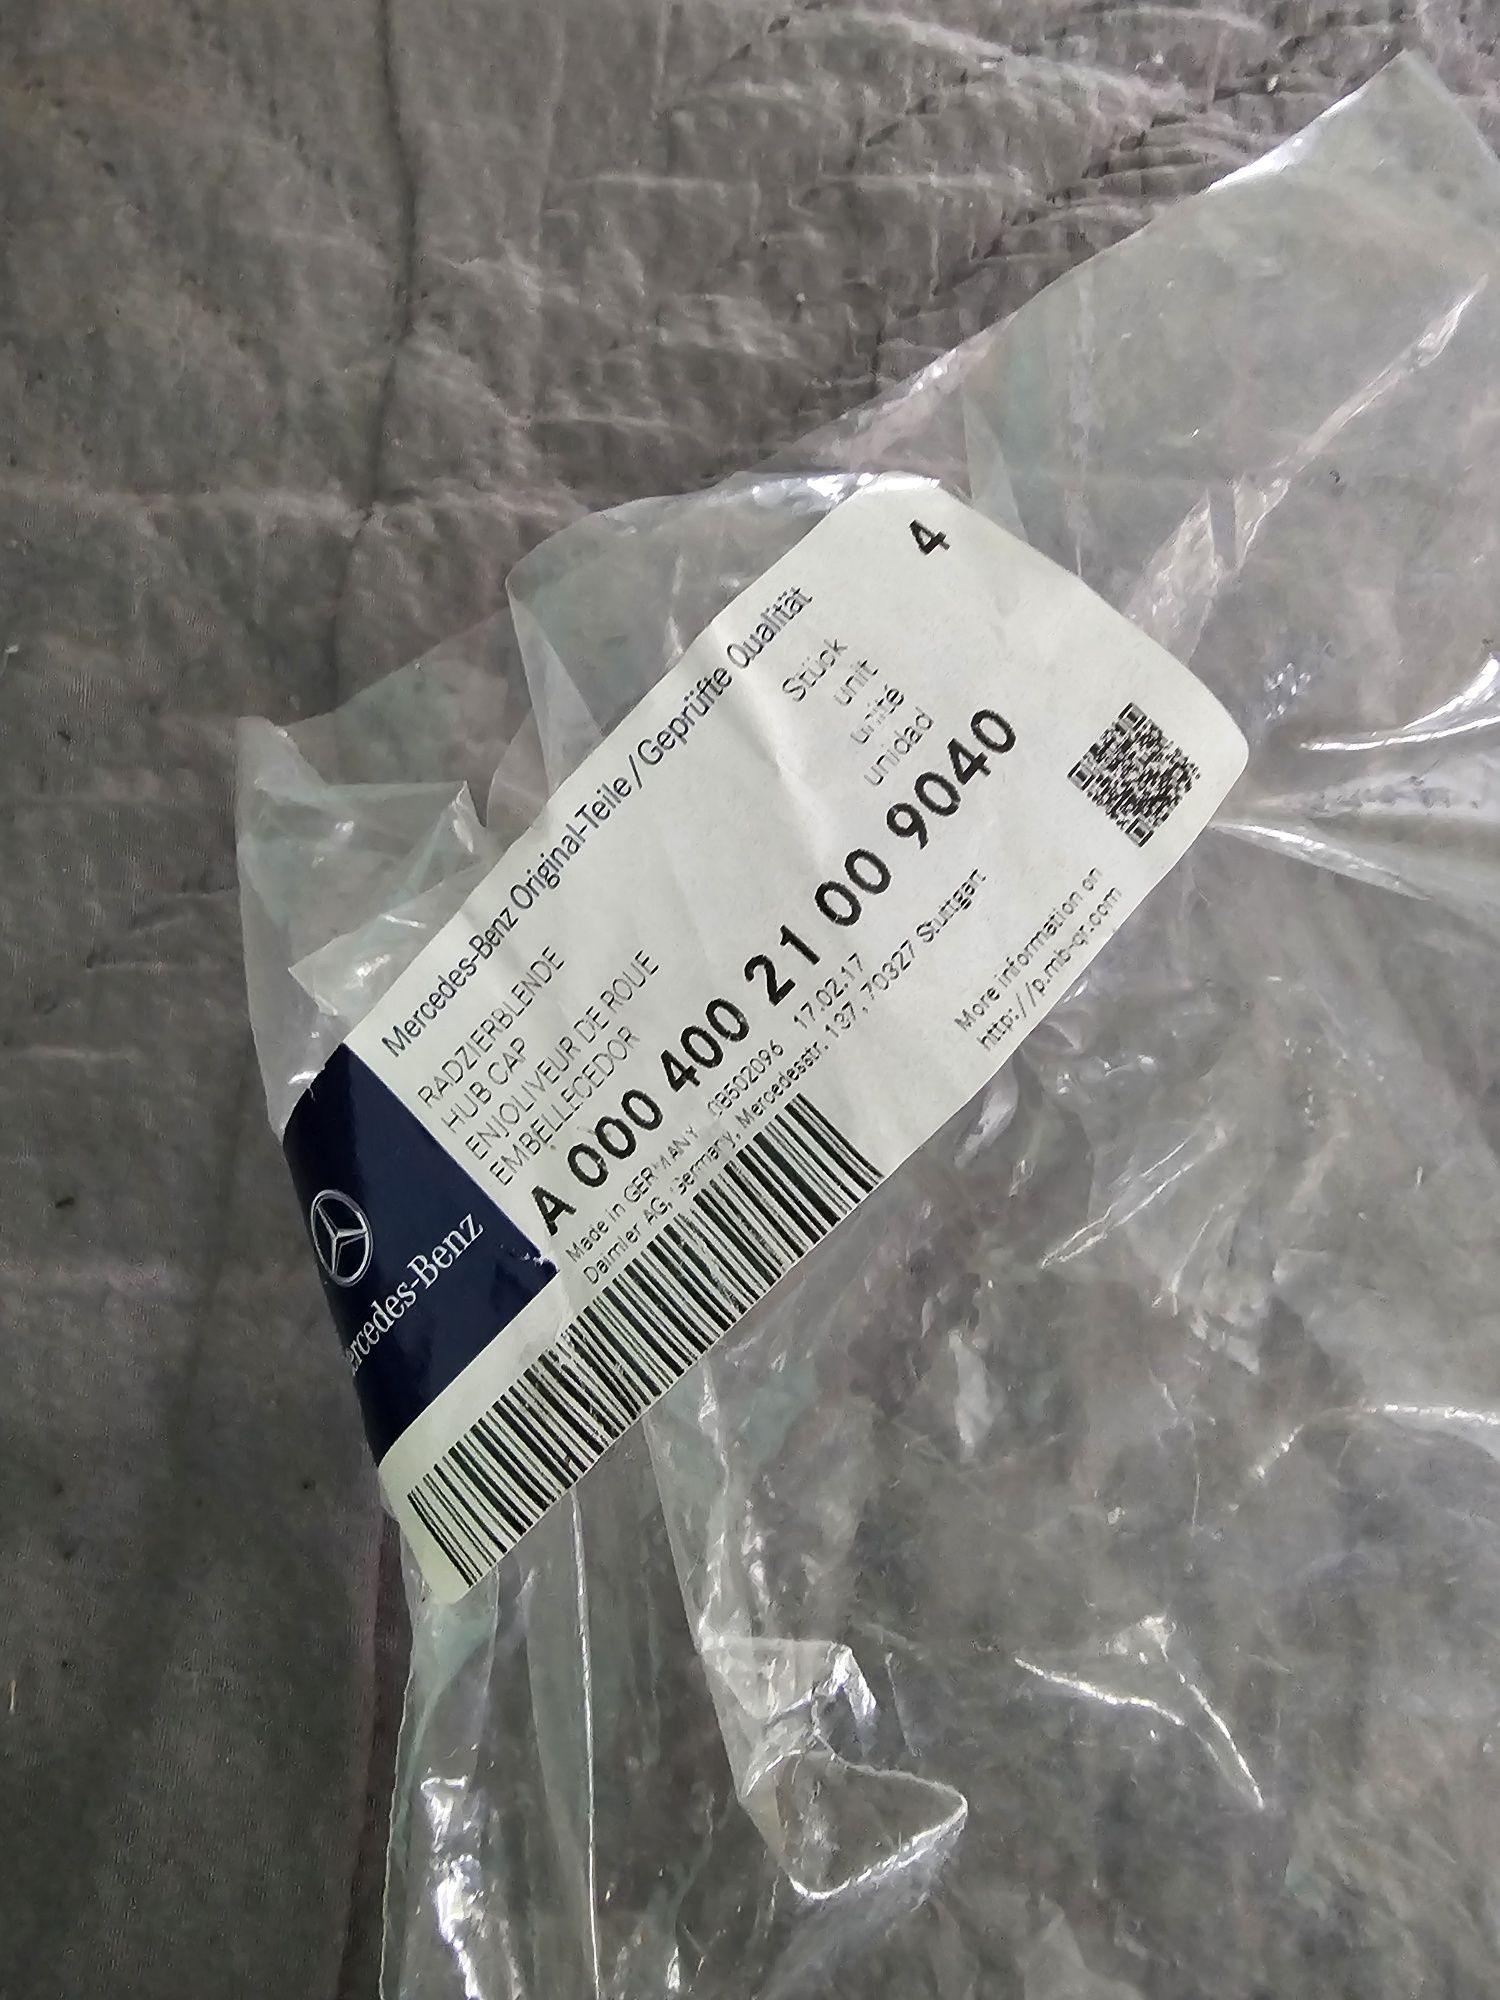 Mercedes-Benz Original-Teile / Geprüfte Qualität
4
RADZIERBLENDE
HUB CAP
ENJOLIVEUR DE ROUE
EMBELLECEDOR
Stück
unit
unité
unidad
A 000 400 21 00 9040
Made in GERMANY 17.02.17
Daimler AG, Germany, Mercedesstr. 137, 70327 Stuttgart
More information on
http://p.mb-qr.com
Mercedes-Benz